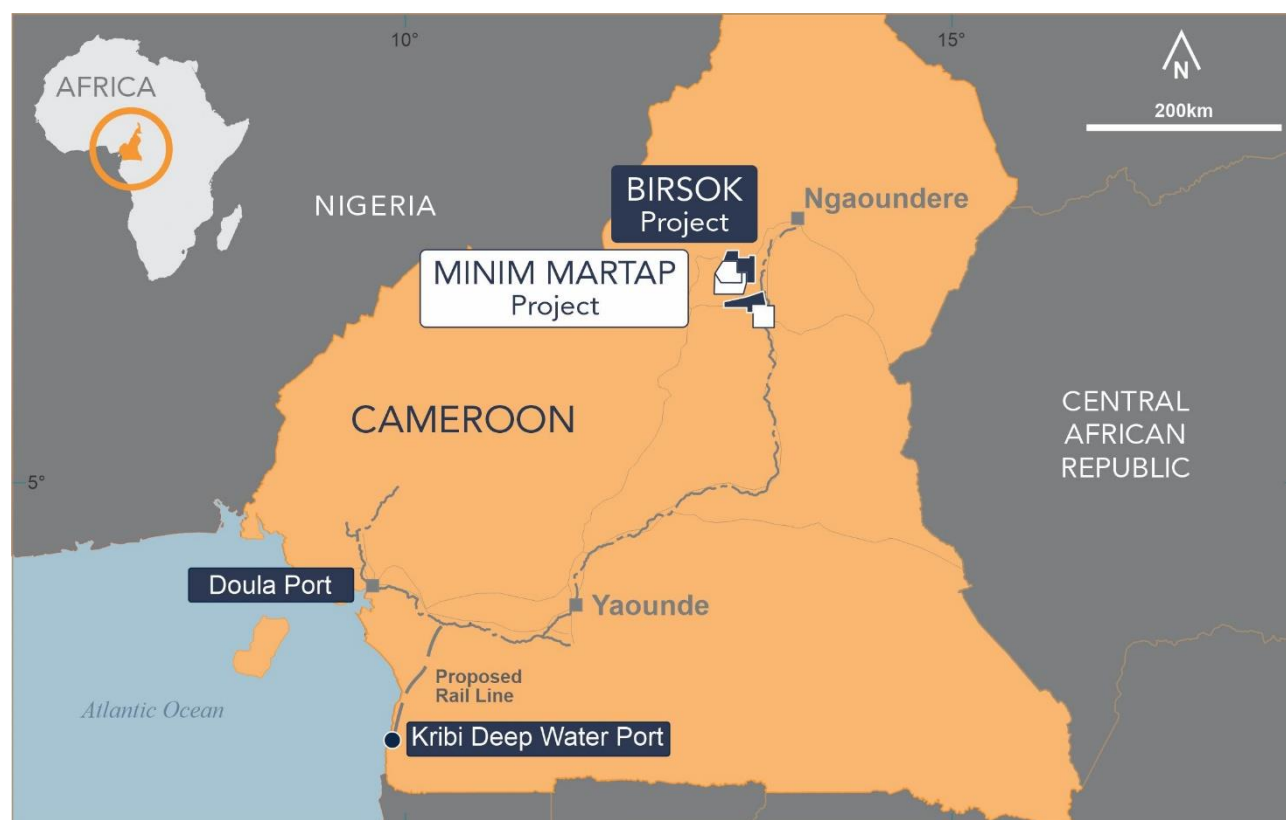 10°
15°
AFRICA
N
200km
NIGERIA
BIRSOK
Project
Ngaoundere
MINIM MARTAP
Project
CAMEROON
CENTRAL
AFRICAN
REPUBLIC
5°
Doula Port
Yaounde
Proposed
Rail Line
Atlantic Ocean
Kribi Deep Water Port